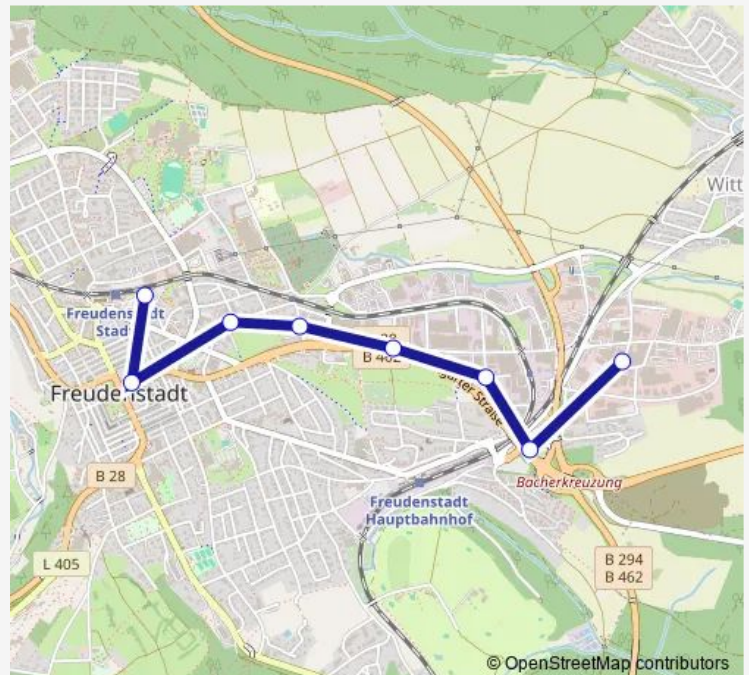 Witt
Freudenstadt
Stadt
B 462
Freudenstadt
B 28
Bacherkreuzung
Freudenstadt
Hauptbahnhof
L 405
B 294
B 462
© OpenStreetMap contributors